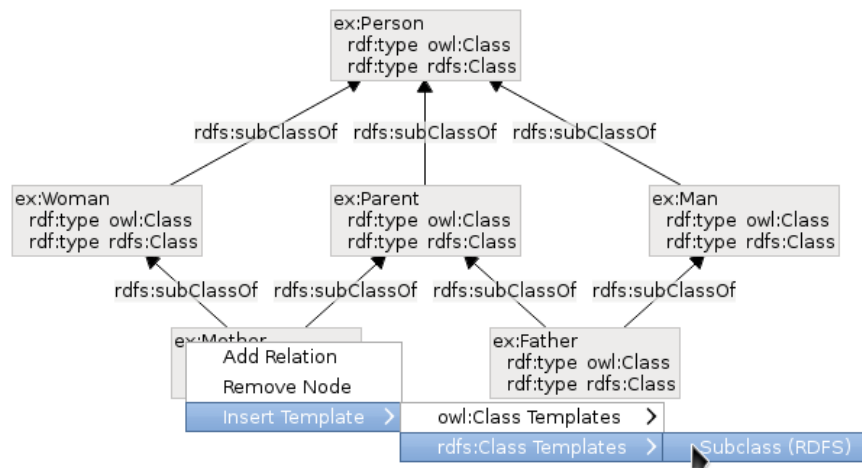 ex:Person
rdf:type owl:Class
rdf:type rdfs:Class
rdfs:subClassOf rdfs:subClassOf rdfs:subClassOf
ex:Woman
rdf:type owl:Class
rdf:type rdfs:Class
ex:Parent
rdf:type owl:Class
rdf:type rdfs:Class
ex:Man
rdf:type owl:Class
rdf:type rdfs:Class
rdfs:subClassOf rdfs:subClassOf rdfs:subClassOf rdfs:subClassOf
ex:Mother
ex:Father
rdf:type owl:Class
rdf:type rdfs:Class
Add Relation
Remove Node
Insert Template
owl:Class Templates
rdfs:Class Templates
Subclass (RDFS)